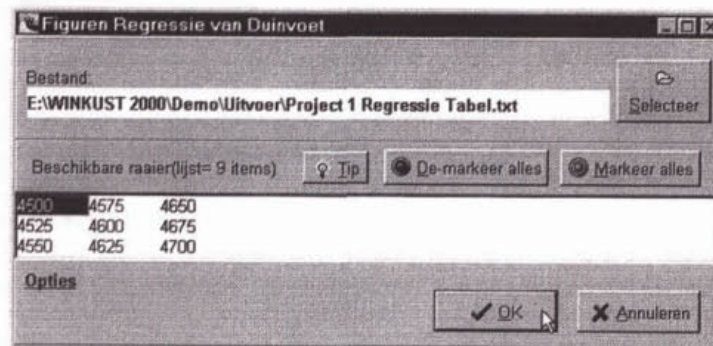 Figuren Regressie van Duinvoet
Bestand:
E:\WINKUST 2000\Demo\Uitvoer\Project 1 Regressie Tabel.txt
Selecteer
Beschikbare raaier(lijst= 9 items)
Tip
De-markeer alles
Markeer alles
4500 4575 4650
4525 4600 4675
4550 4625 4700
Opties
OK
Annuleren